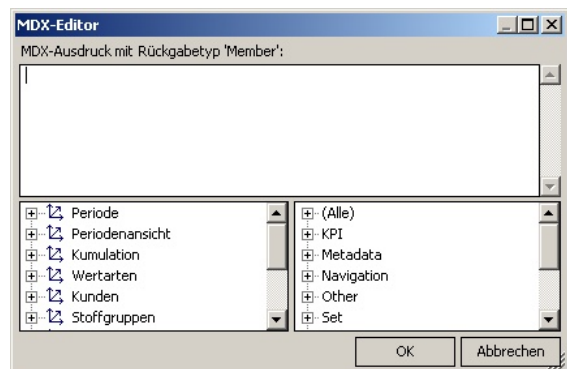 MDX-Editor
MDX-Ausdruck mit Rückgabetyp 'Member':
Periode
Periodenansicht
Kumulation
Wertarten
Kunden
Stoffgruppen
(Alle)
KPI
Metadata
Navigation
Other
Set
OK
Abbrechen